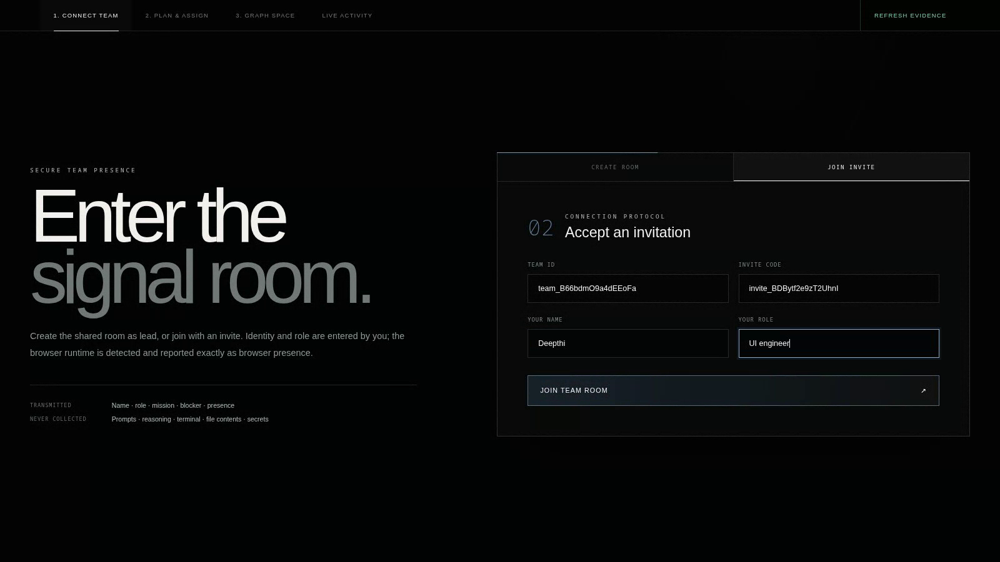 1. CONNECT TEAM
2. PLAN & ASSIGN
3. GRAPH SPACE
LIVE ACTIVITY
REFRESH EVIDENCE
SECURE TEAM PRESENCE
Enter the
signal room.
Create the shared room as lead, or join with an invite. Identity and role are entered by you; the
browser runtime is detected and reported exactly as browser presence.
TRANSMITTED Name · role · mission · blocker · presence
NEVER COLLECTED Prompts · reasoning · terminal · file contents · secrets
CREATE ROOM
JOIN INVITE
02
CONNECTION PROTOCOL
Accept an invitation
TEAM ID
team_B66bdmO9a4dEEoFa
INVITE CODE
invite_BDBytf2e9zT2UhnI
YOUR NAME
Deepthi
YOUR ROLE
UI engineer
JOIN TEAM ROOM ↗